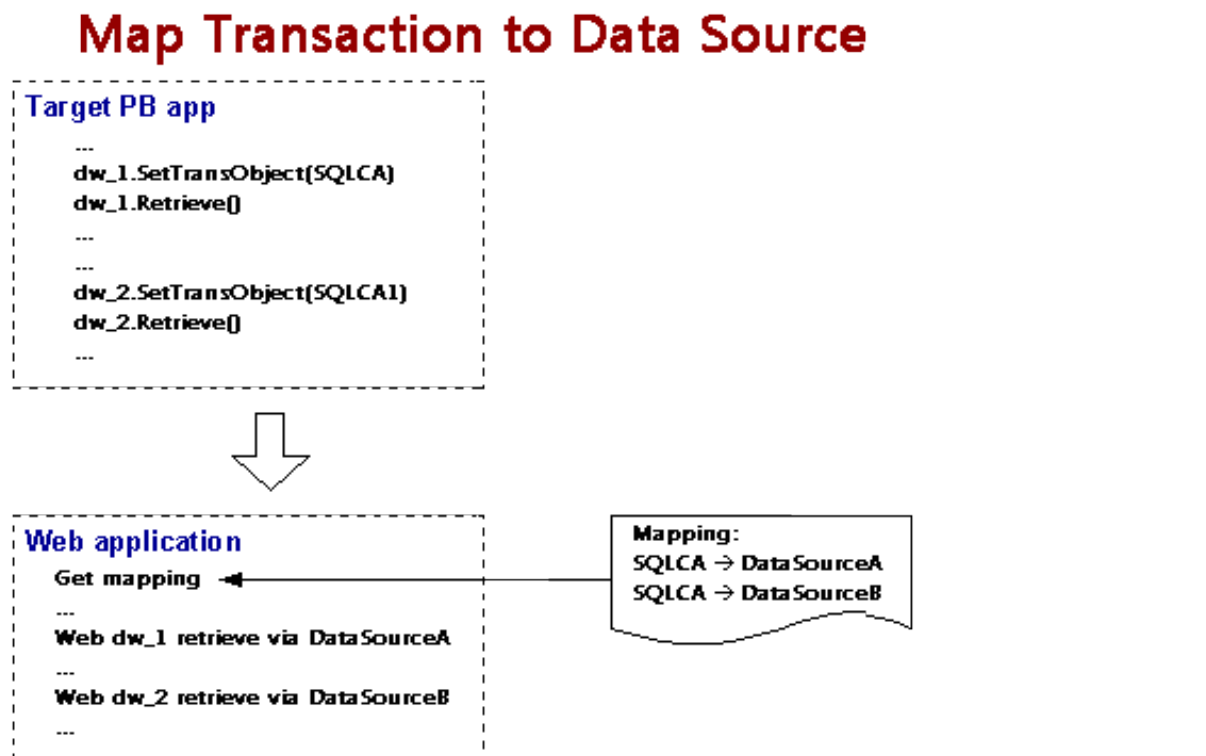 Map Transaction to Data Source
Target PB app
...
dw_1.SetTransObject(SQLCA)
dw_1.Retrieve()
...
...
dw_2.SetTransObject(SQLCA1)
dw_2.Retrieve()
...
Web application
Get mapping
...
Web dw_1 retrieve via DataSourceA
...
Web dw_2 retrieve via DataSourceB
...
Mapping:
SQLCA → DataSourceA
SQLCA → DataSourceB